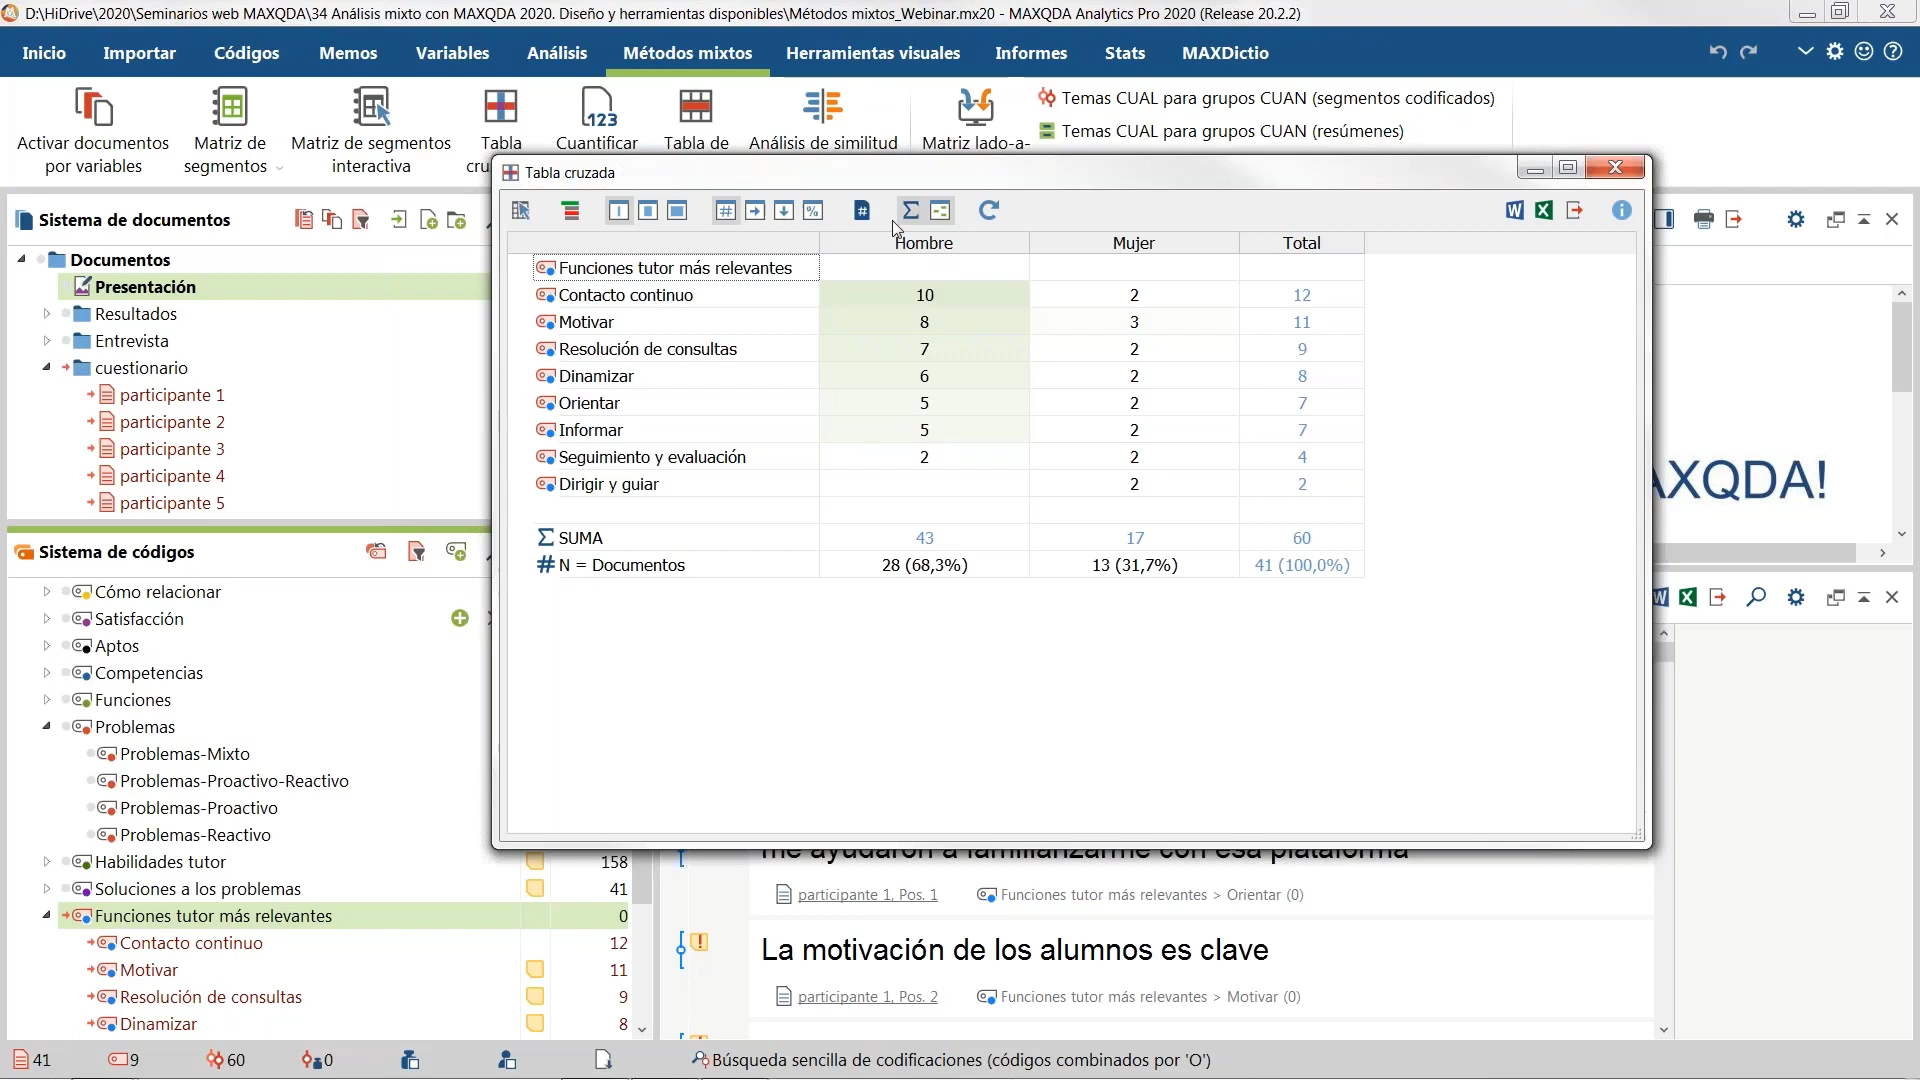 D:\HiDrive\2020\Seminarios web MAXQDA\34 Análisis mixto con MAXQDA 2020. Diseño y herramientas disponibles\Métodos mixtos_Webinar.mx20 - MAXQDA Analytics Pro 2020 (Release 20.2.2)
Inicio Importar Códigos Memos Variables Análisis Métodos mixtos Herramientas visuales Informes Stats MAXDictio
Activar documentos por variables
Matriz de segmentos
Matriz de segmentos interactiva
Tabla
Cuantificar
Tabla de
Análisis de similitud
Matriz lado-a-
Temas CUAL para grupos CUAN (segmentos codificados)
Temas CUAL para grupos CUAN (resúmenes)
Sistema de documentos
Documentos
Presentación
Resultados
Entrevista
cuestionario
participante 1
participante 2
participante 3
participante 4
participante 5
Sistema de códigos
Cómo relacionar
Satisfacción
Aptos
Competencias
Funciones
Problemas
Problemas-Mixto
Problemas-Proactivo-Reactivo
Problemas-Proactivo
Problemas-Reactivo
Habilidades tutor 158
Soluciones a los problemas 41
Funciones tutor más relevantes 0
Contacto continuo 12
Motivar 11
Resolución de consultas 9
Dinamizar 8
Tabla cruzada
Hombre Mujer Total
Funciones tutor más relevantes
Contacto continuo 10 2 12
Motivar 8 3 11
Resolución de consultas 7 2 9
Dinamizar 6 2 8
Orientar 5 2 7
Informar 5 2 7
Seguimiento y evaluación 2 2 4
Dirigir y guiar 2 2
Σ SUMA 43 17 60
# N = Documentos 28 (68,3%) 13 (31,7%) 41 (100,0%)
MAXQDA!
me ayudaron a familiarizarme con esa plataforma
participante 1, Pos. 1 Funciones tutor más relevantes > Orientar (0)
La motivación de los alumnos es clave
participante 1, Pos. 2 Funciones tutor más relevantes > Motivar (0)
41 9 60 0 Búsqueda sencilla de codificaciones (códigos combinados por 'O')